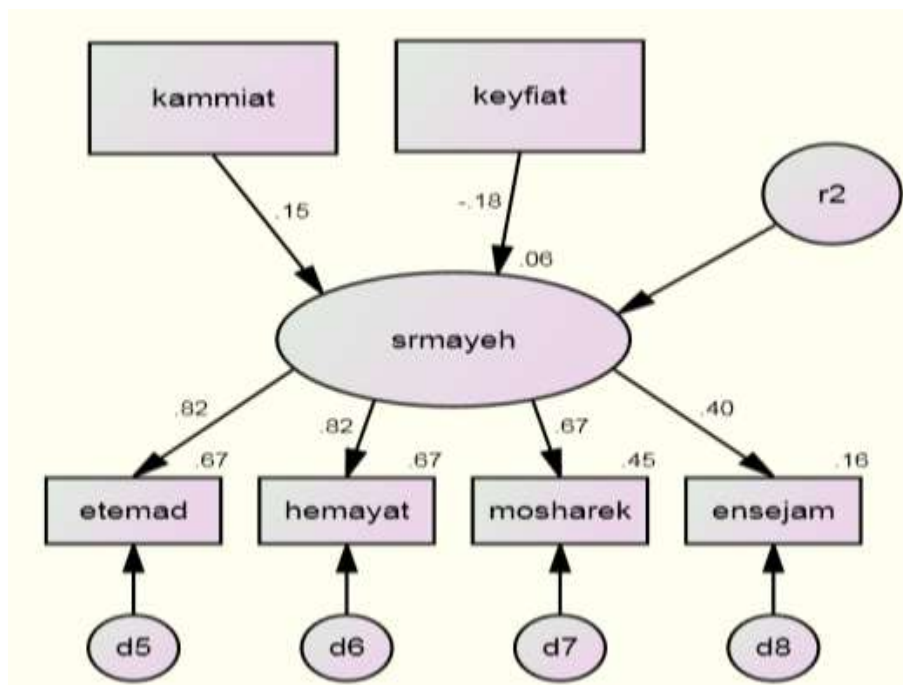 kammiat
keyfiat
r2
.15
-.18
.06
srmayeh
.82
.82
.67
.40
.67
.67
.45
.16
etemad
hemayat
mosharek
ensejam
d5
d6
d7
d8